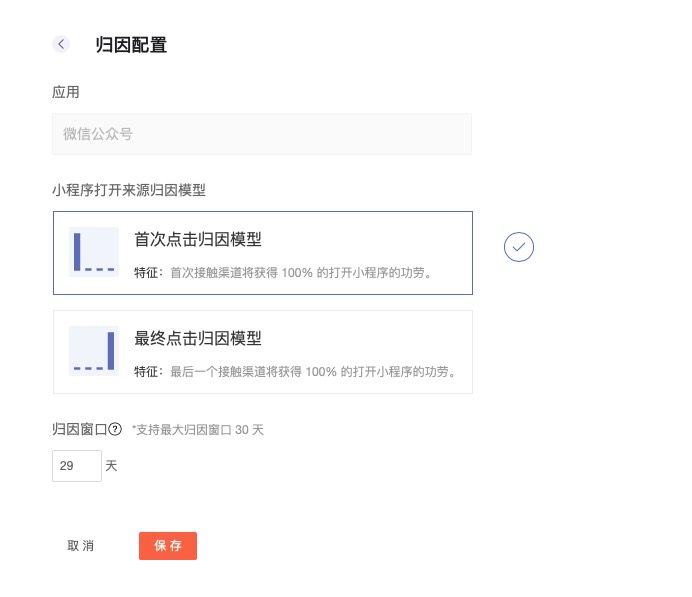 归因配置
应用
微信公众号
小程序打开来源归因模型
首次点击归因模型
特征：首次接触渠道将获得 100% 的打开小程序的功劳。
最终点击归因模型
特征：最后一个接触渠道将获得 100% 的打开小程序的功劳。
归因窗口? *支持最大归因窗口 30 天
29 天
取 消 保 存